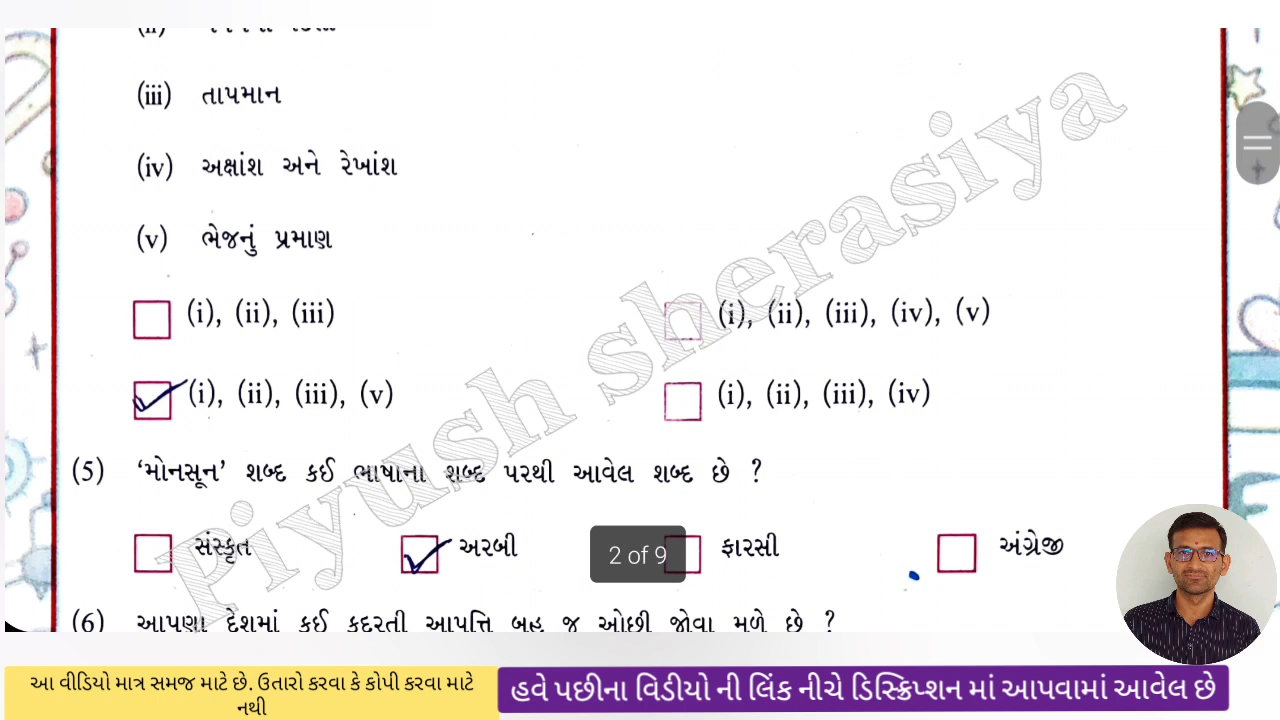 (iii) તાપમાન
(iv) અક્ષાંશ અને રેખાંશ
(v) ભેજનું પ્રમાણ
(i), (ii), (iii)
(i), (ii), (iii), (iv), (v)
(i), (ii), (iii), (v)
(i), (ii), (iii), (iv)
(5) ‘મોનસૂન’ શબ્દ કઈ ભાષાના શબ્દ પરથી આવેલ શબ્દ છે ?
સંસ્કૃત અરબી ફારસી અંગ્રેજી
2 of 9
(6) આપણા દેશમાં કઈ કુદરતી આપત્તિ બહુ જ ઓછી જોવા મળે છે ?
Piyush sherasiya
આ વીડિયો માત્ર સમજ માટે છે. ઉતારો કરવા કે કોપી કરવા માટે
નથી
હવે પછીના વિડીયો ની લિંક નીચે ડિસ્ક્રિપ્શન માં આપવામાં આવેલ છે